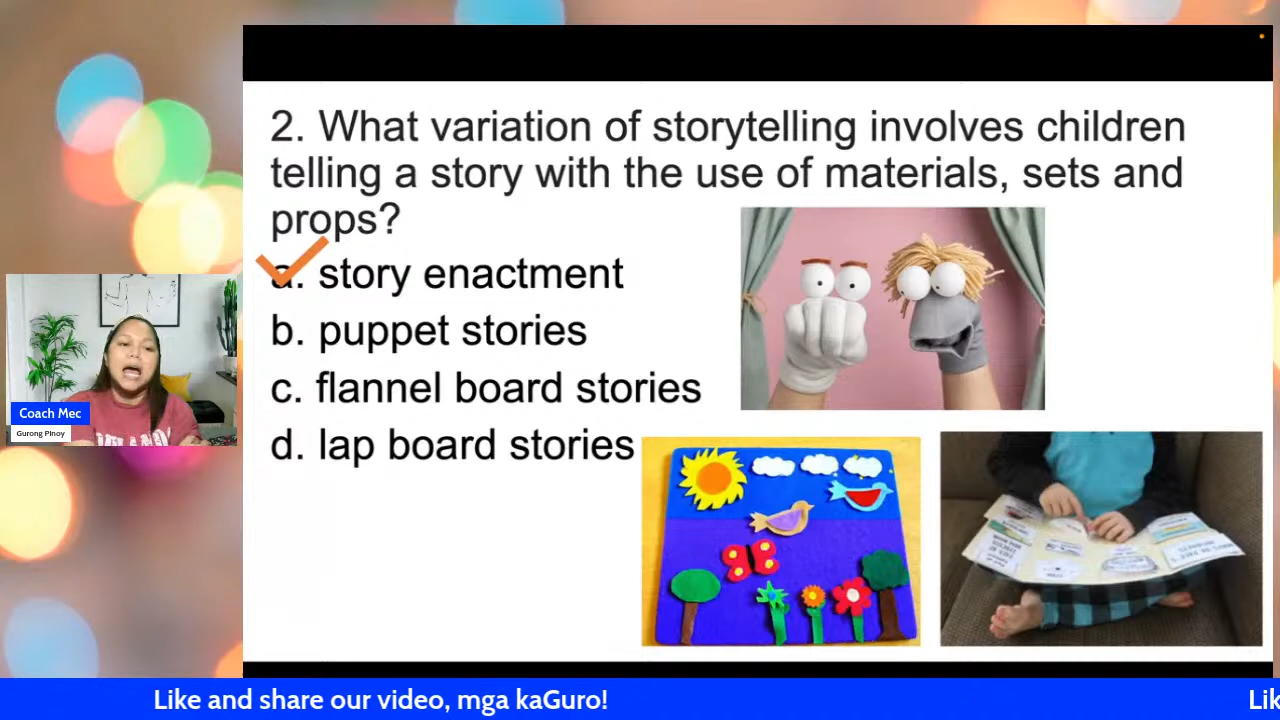 2. What variation of storytelling involves children
telling a story with the use of materials, sets and
props?
a. story enactment
b. puppet stories
c. flannel board stories
d. lap board stories
Coach Mec
Gurong Pinoy
Like and share our video, mga kaGuro!
Lik